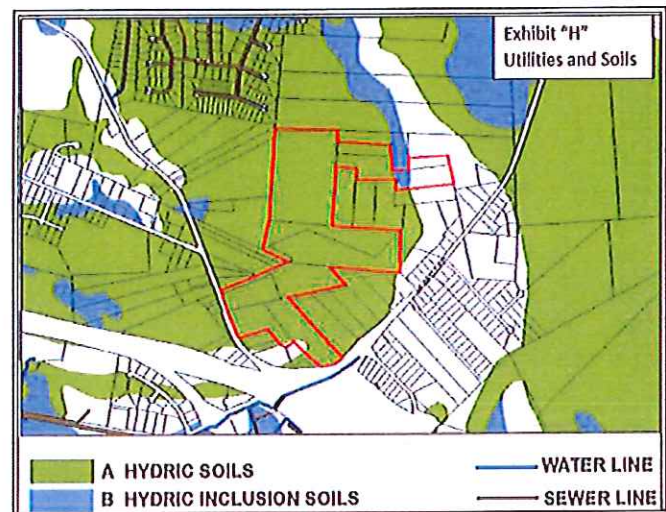 Exhibit "H"
Utilities and Soils
A HYDRIC SOILS
WATER LINE
B HYDRIC INCLUSION SOILS
SEWER LINE